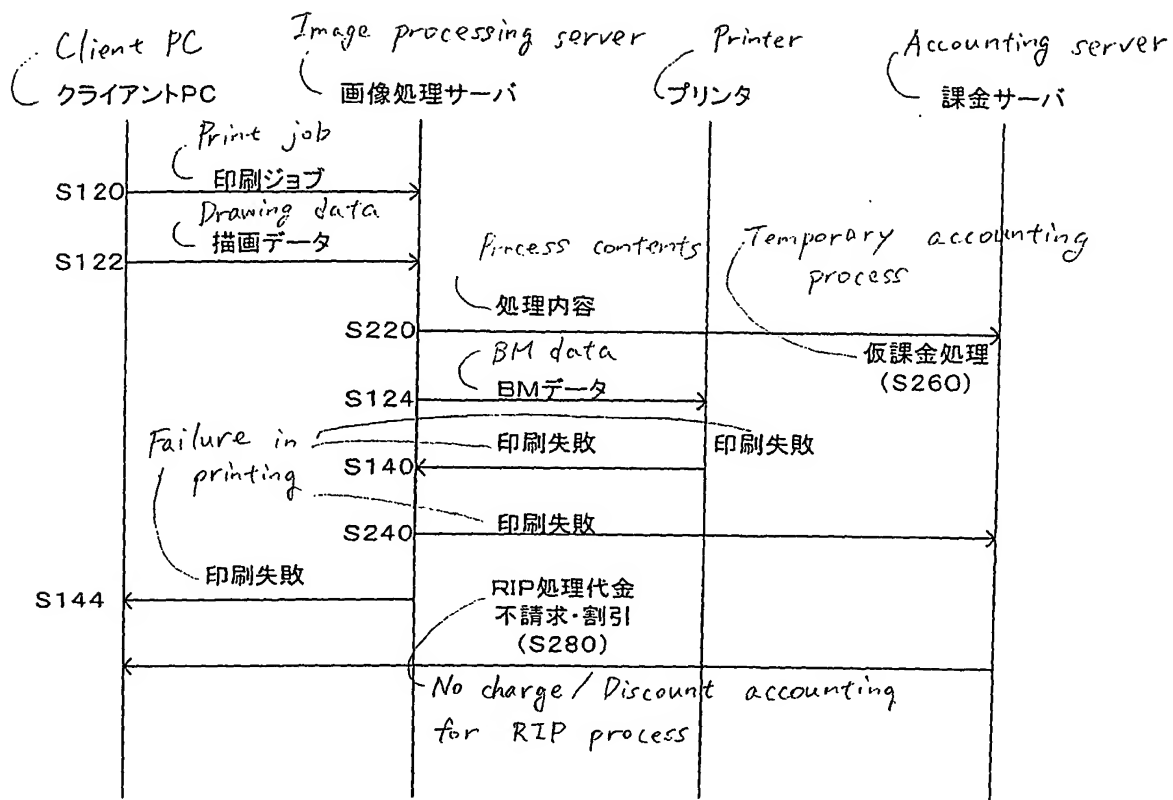 Client PC
Image processing server
Printer
Accounting server
クライアントPC
画像処理サーバ
プリンタ
課金サーバ
Print job
印刷ジョブ
S120
Drawing data
描画データ
S122
Process contents
Temporary accounting
process
処理内容
S220
仮課金処理
(S260)
BM data
BMデータ
S124
Failure in
printing
印刷失敗
印刷失敗
S140
印刷失敗
S240
印刷失敗
S144
RIP処理代金
不請求・割引
(S280)
No charge / Discount accounting
for RIP process